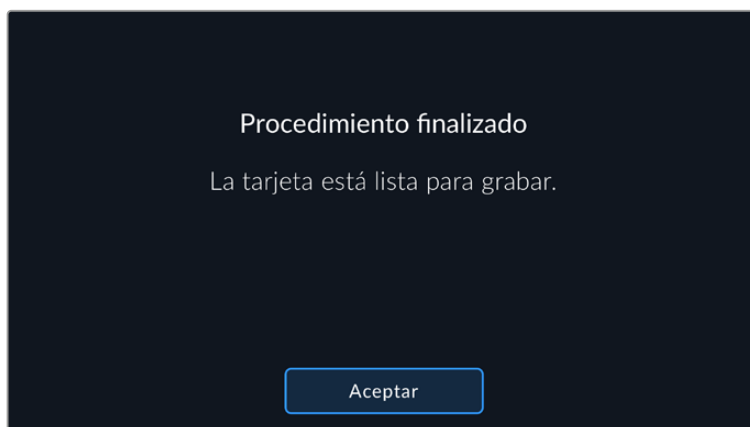 Procedimiento finalizado
La tarjeta está lista para grabar.
Aceptar